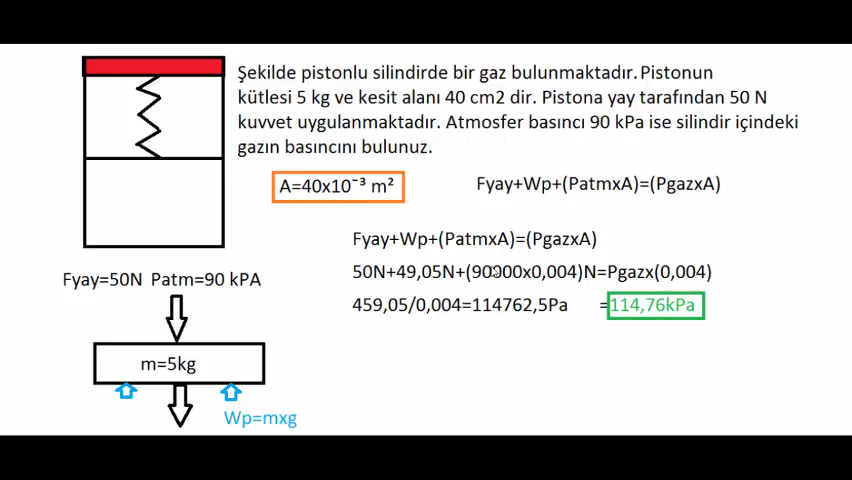 Şekilde pistonlu silindirde bir gaz bulunmaktadır. Pistonun
kütlesi 5 kg ve kesit alanı 40 cm2 dir. Pistona yay tarafından 50 N
kuvvet uygulanmaktadır. Atmosfer basıncı 90 kPa ise silindir içindeki
gazın basıncını bulunuz.
A=40x10⁻³ m²
Fyay+Wp+(PatmxA)=(PgazxA)
Fyay+Wp+(PatmxA)=(PgazxA)
50N+49,05N+(90000x0,004)N=Pgazx(0,004)
459,05/0,004=114762,5Pa =114,76kPa
Fyay=50N Patm=90 kPA
m=5kg
Wp=mxg